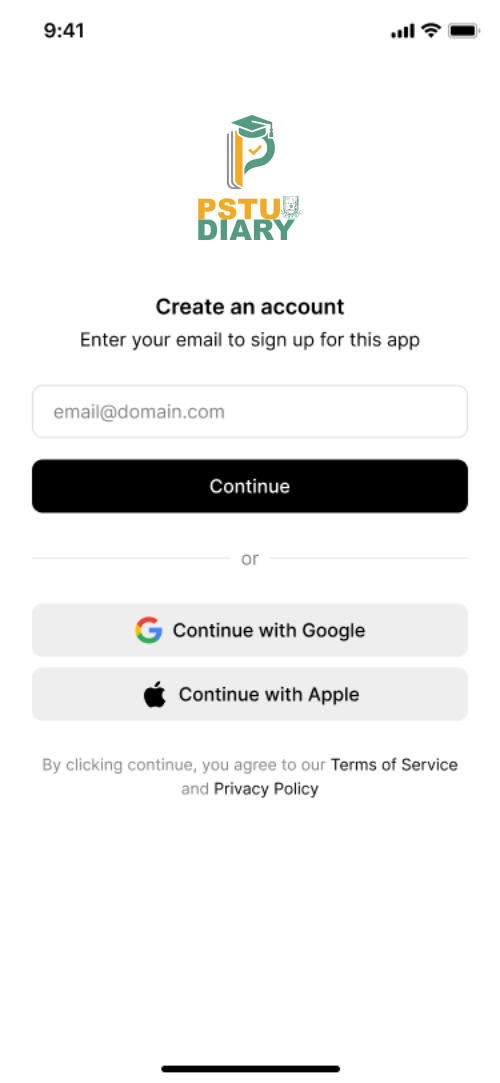 9:41
PSTU
DIARY
Create an account
Enter your email to sign up for this app
email@domain.com
Continue
or
Continue with Google
Continue with Apple
By clicking continue, you agree to our Terms of Service
and Privacy Policy